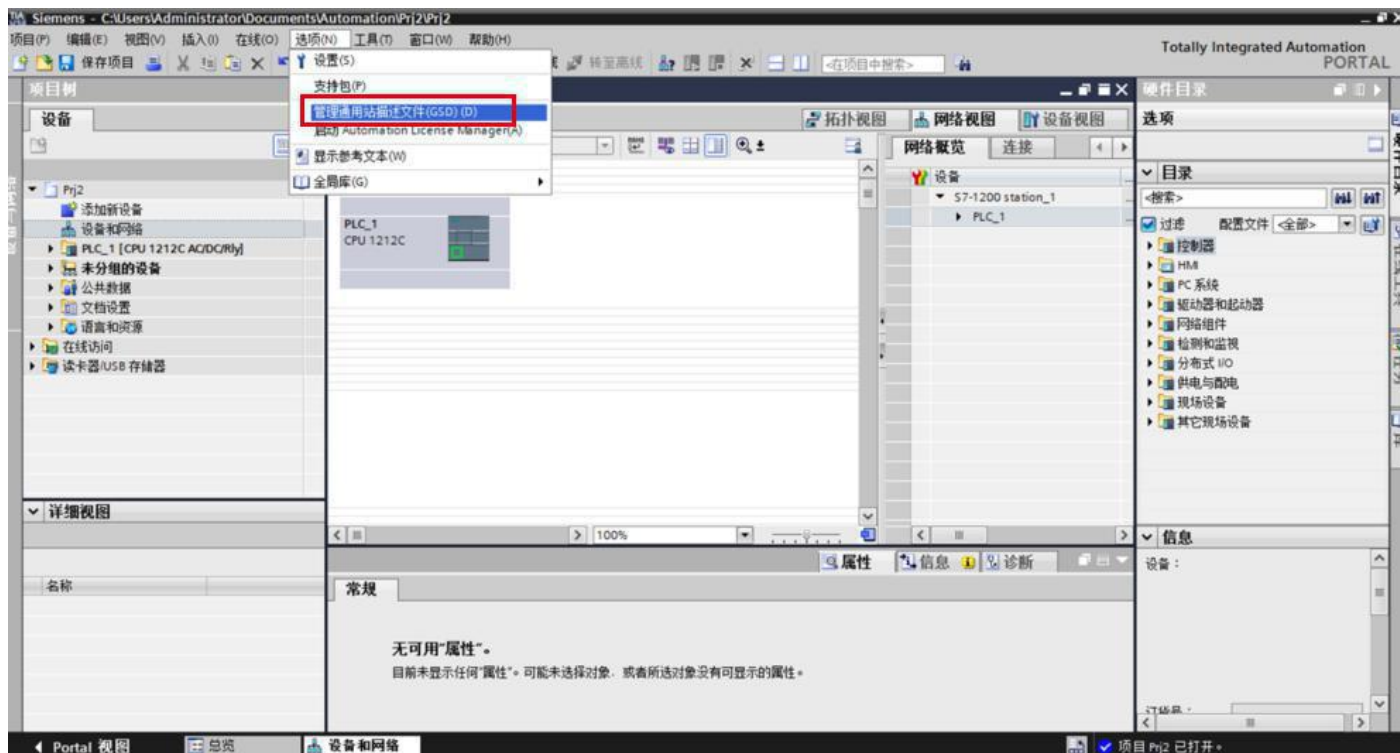 Siemens - C:\Users\Administrator\Documents\Automation\Prj2\Prj2
项目(P) 编辑(E) 视图(V) 插入(I) 在线(O) 选项(N) 工具(T) 窗口(W) 帮助(H)
Totally Integrated Automation
PORTAL
保存项目
转至离线
<在项目中搜索>
设置(S)
支持包(P)
管理通用站描述文件(GSD) (D)
启动 Automation License Manager(A)
显示参考文本(W)
全局库(G)
项目树
设备
Prj2
添加新设备
设备和网络
PLC_1 [CPU 1212C AC/DC/Rly]
未分组的设备
公共数据
文档设置
语言和资源
在线访问
读卡器/USB 存储器
详细视图
名称
拓扑视图 网络视图 设备视图
PLC_1
CPU 1212C
100%
网络概览 连接
设备
S7-1200 station_1
PLC_1
属性 信息 诊断
常规
无可用"属性"。
目前未显示任何"属性"。可能未选择对象，或者所选对象没有可显示的属性。
硬件目录
选项
目录
<搜索>
过滤 配置文件 <全部>
控制器
HMI
PC 系统
驱动器和起动器
网络组件
检测和监视
分布式 I/O
供电与配电
现场设备
其它现场设备
信息
设备：
订货号：
Portal 视图 总览 设备和网络
项目 Prj2 已打开。